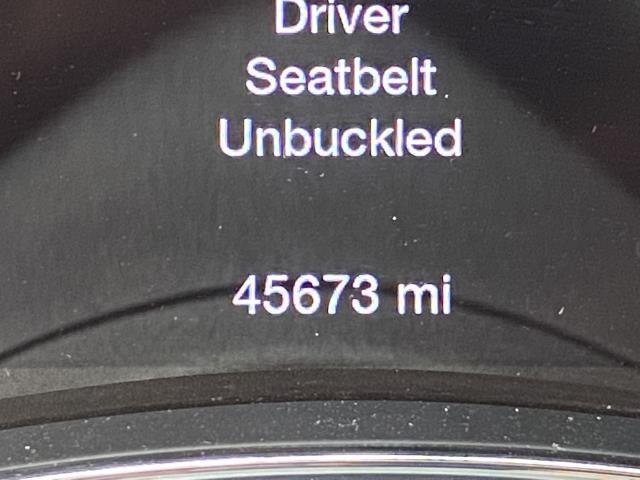 Driver
Seatbelt
Unbuckled
45673 mi